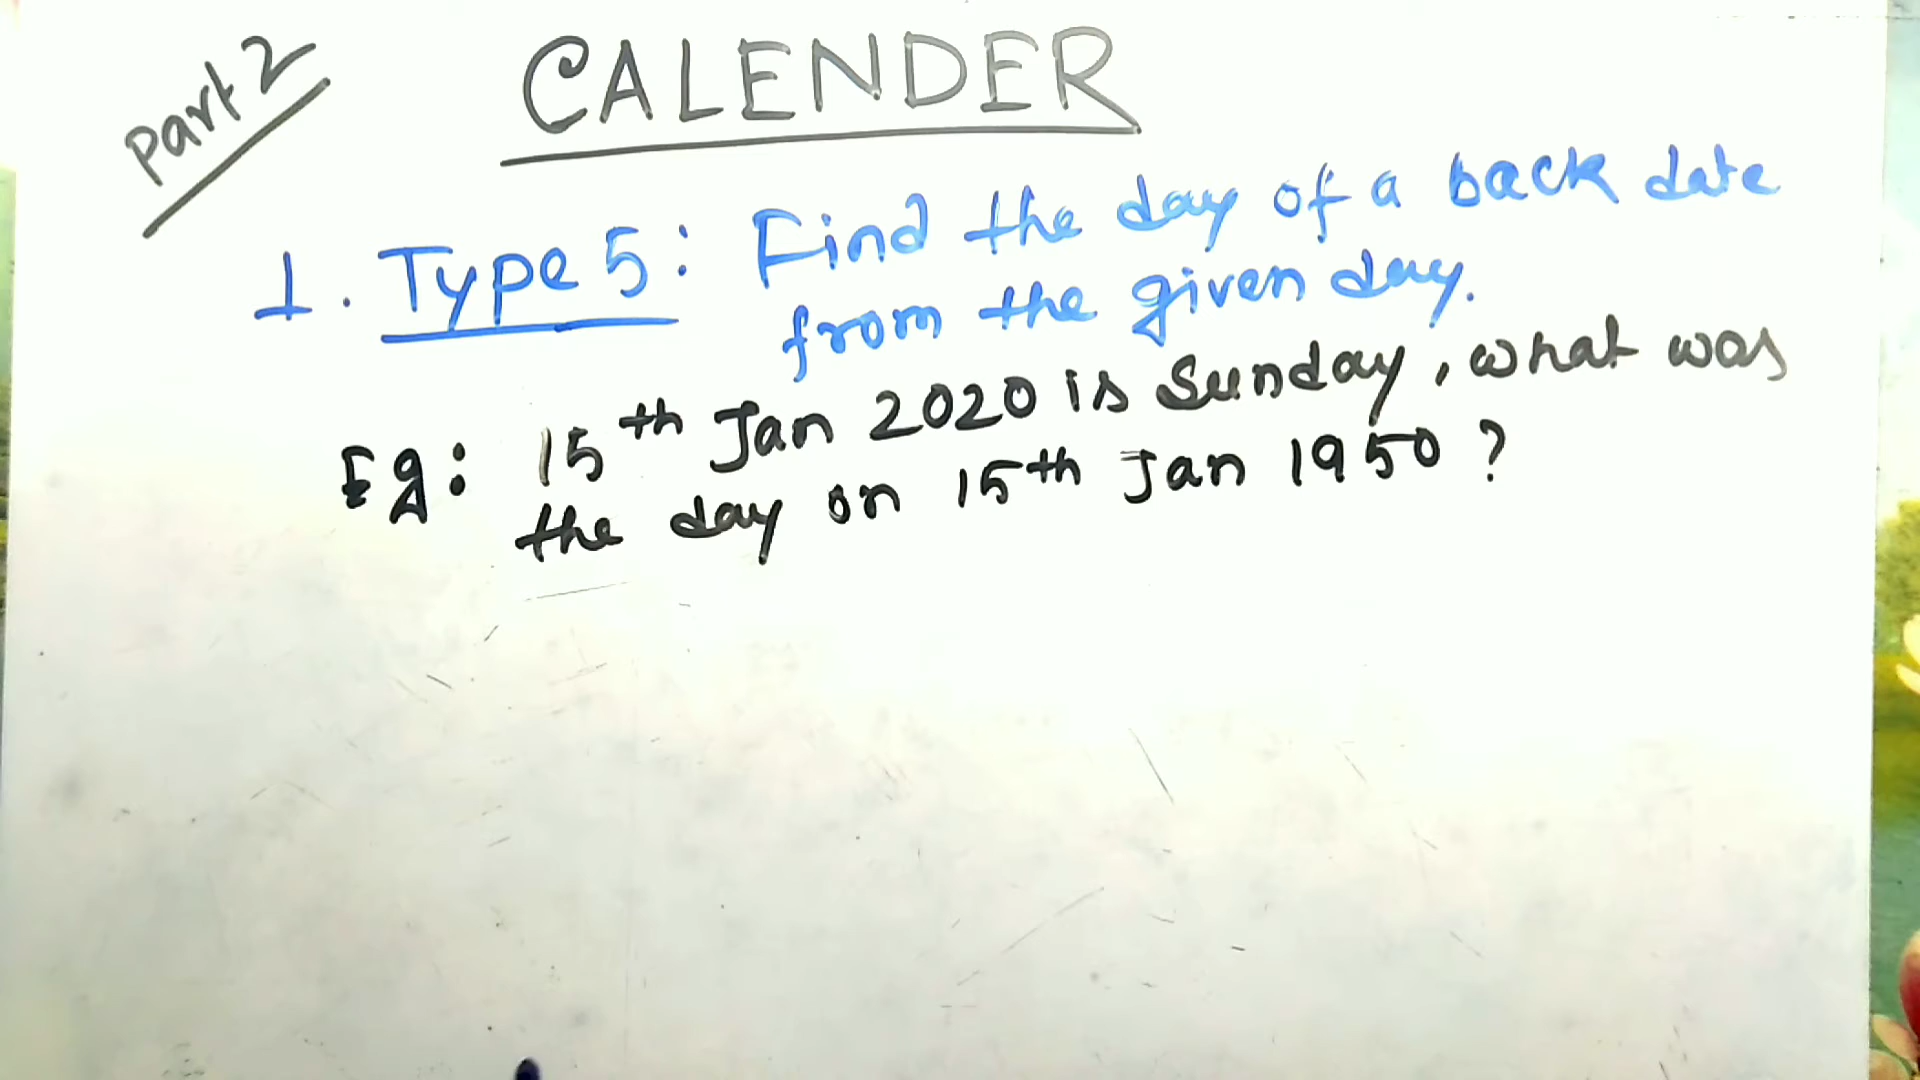 Part 2
CALENDER
1. Type 5: Find the day of a back date
from the given day.
Eg: 15th Jan 2020 is Sunday, what was
the day on 15th Jan 1950?